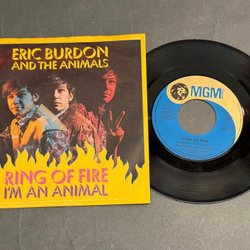 ERIC BURDON
AND THE ANIMALS
RING OF FIRE
I'M AN ANIMAL
MGM
RING OF FIRE